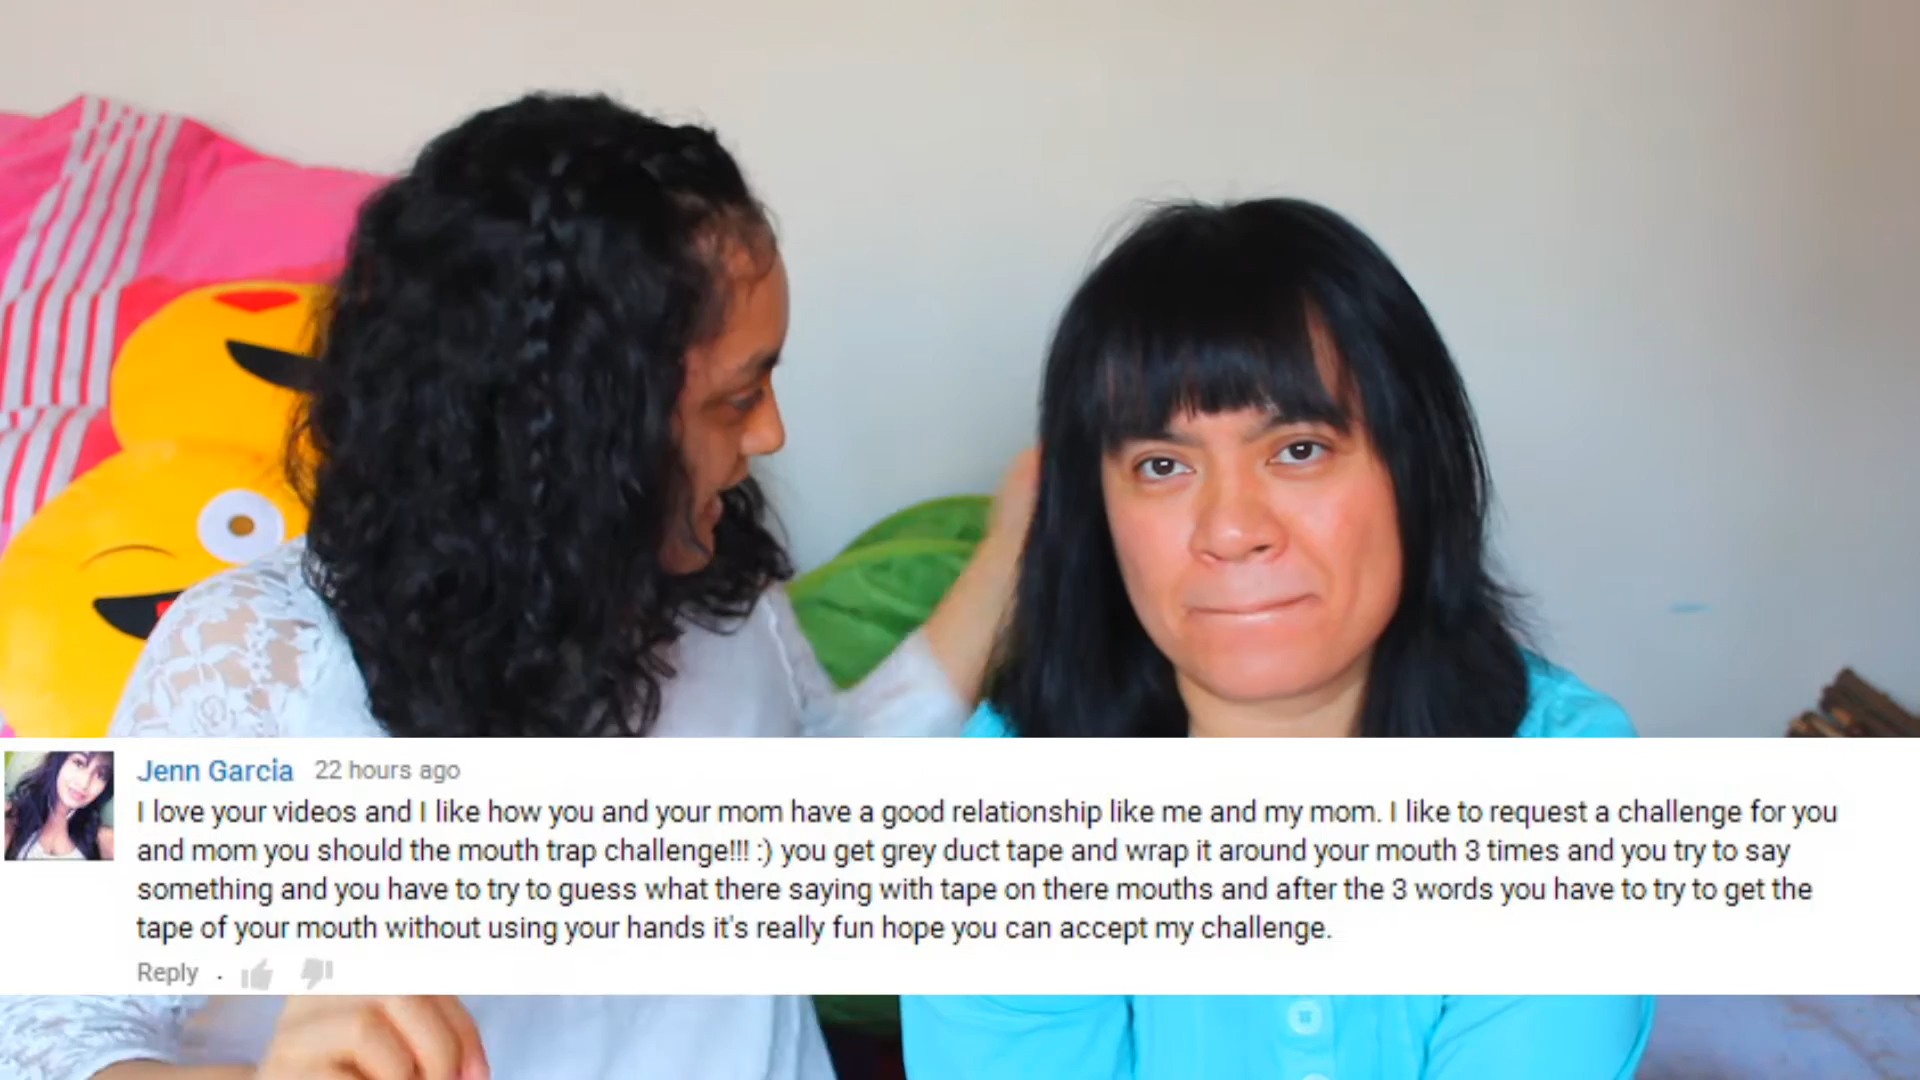 Jenn Garcia 22 hours ago
I love your videos and I like how you and your mom have a good relationship like me and my mom. I like to request a challenge for you
and mom you should the mouth trap challenge!!! :) you get grey duct tape and wrap it around your mouth 3 times and you try to say
something and you have to try to guess what there saying with tape on there mouths and after the 3 words you have to try to get the
tape of your mouth without using your hands it's really fun hope you can accept my challenge.
Reply .